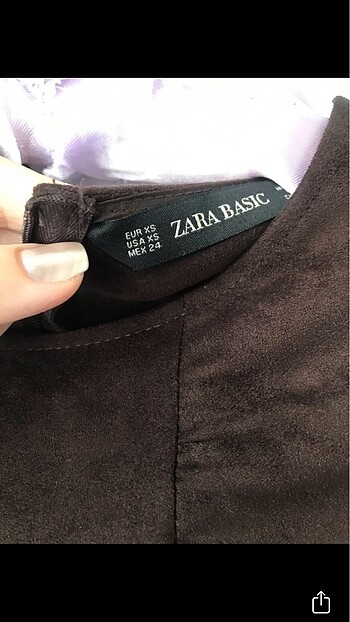 EUR XS
USA XS
MEX 24
ZARA BASIC